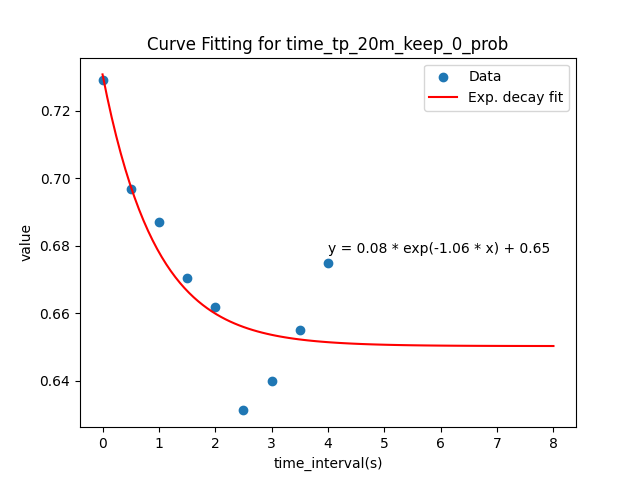 Curve Fitting for time_tp_20m_keep_0_prob
Data
Exp. decay fit
0.72
0.70
0.68
0.66
0.64
value
y = 0.08 * exp(-1.06 * x) + 0.65
0 1 2 3 4 5 6 7 8
time_interval(s)